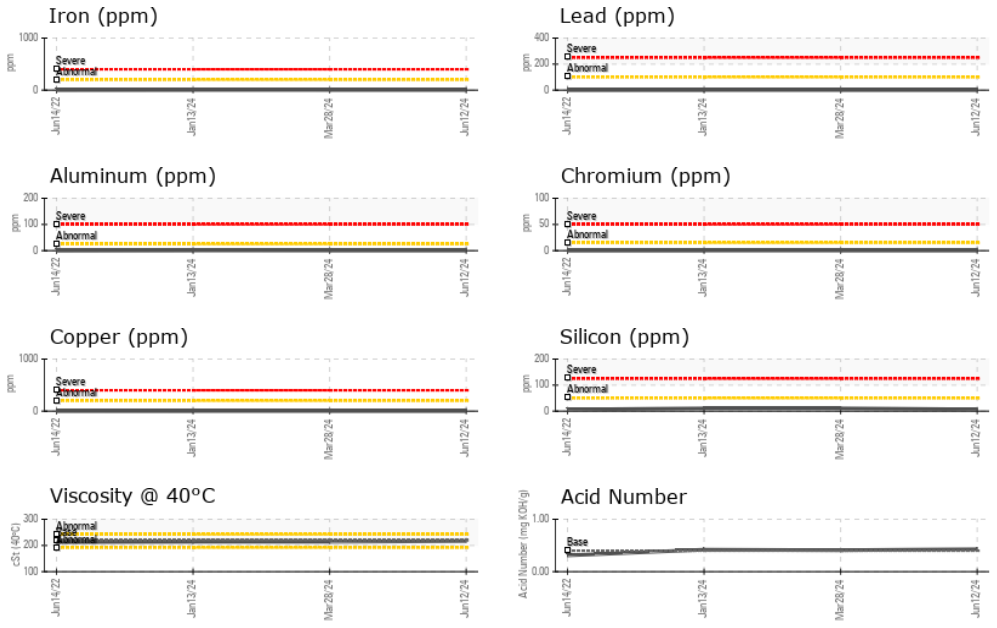 Iron (ppm)
1000
Severe
Abnormal
0
ppm
Jun14/22
Jan13/24
Mar28/24
Jun12/24
Lead (ppm)
400
Severe
200
Abnormal
0
ppm
Jun14/22
Jan13/24
Mar28/24
Jun12/24
Aluminum (ppm)
200
Severe
100
Abnormal
0
ppm
Jun14/22
Jan13/24
Mar28/24
Jun12/24
Chromium (ppm)
100
Severe
50
Abnormal
0
ppm
Jun14/22
Jan13/24
Mar28/24
Jun12/24
Copper (ppm)
1000
Severe
Abnormal
0
ppm
Jun14/22
Jan13/24
Mar28/24
Jun12/24
Silicon (ppm)
200
Severe
100
Abnormal
0
ppm
Jun14/22
Jan13/24
Mar28/24
Jun12/24
Viscosity @ 40°C
300
Abnormal
Base
200
Abnormal
100
cSt (40°C)
Jun14/22
Jan13/24
Mar28/24
Jun12/24
Acid Number
1.00
Base
0.00
Acid Number (mg KOH/g)
Jun14/22
Jan13/24
Mar28/24
Jun12/24